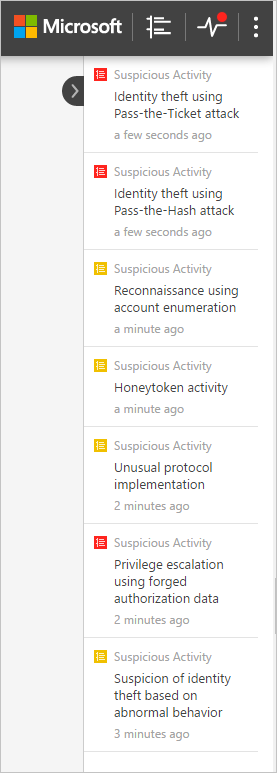 Microsoft
Suspicious Activity
Identity theft using
Pass-the-Ticket attack
a few seconds ago
Suspicious Activity
Identity theft using
Pass-the-Hash attack
a few seconds ago
Suspicious Activity
Reconnaissance using
account enumeration
a minute ago
Suspicious Activity
Honeytoken activity
a minute ago
Suspicious Activity
Unusual protocol
implementation
2 minutes ago
Suspicious Activity
Privilege escalation
using forged
authorization data
2 minutes ago
Suspicious Activity
Suspicion of identity
theft based on
abnormal behavior
3 minutes ago